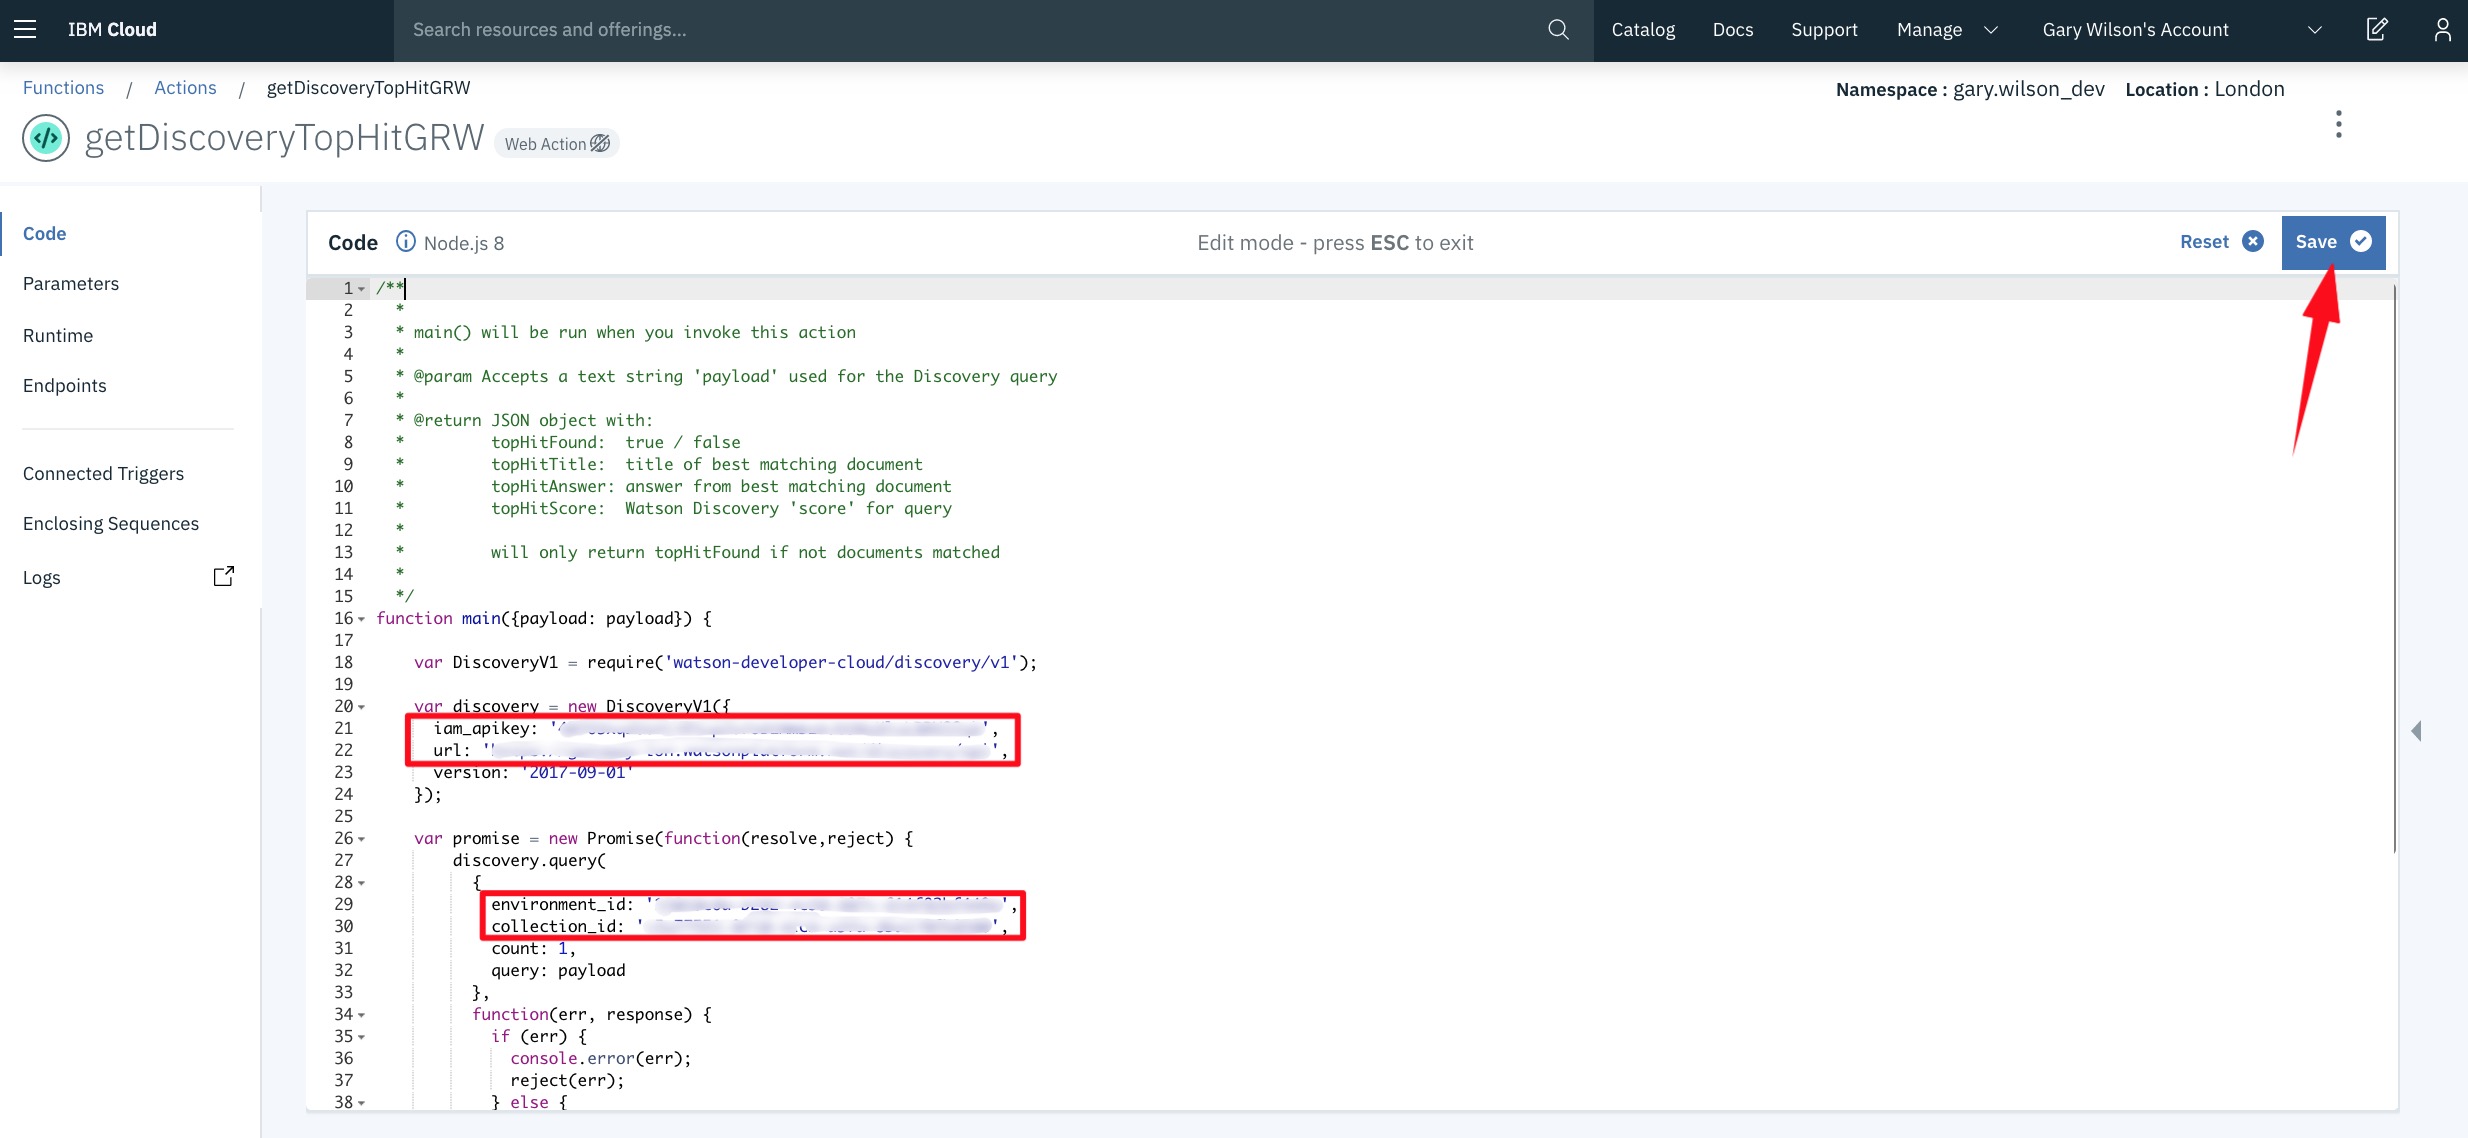 IBM Cloud
Search resources and offerings...
Catalog Docs Support Manage Gary Wilson's Account
Functions / Actions / getDiscoveryTopHitGRW
Namespace : gary.wilson_dev Location : London
getDiscoveryTopHitGRW Web Action
Code
Parameters
Runtime
Endpoints
Connected Triggers
Enclosing Sequences
Logs
Code Node.js 8 Edit mode - press ESC to exit Reset Save
1 /**
2 *
3 * main() will be run when you invoke this action
4 *
5 * @param Accepts a text string 'payload' used for the Discovery query
6 *
7 * @return JSON object with:
8 * topHitFound: true / false
9 * topHitTitle: title of best matching document
10 * topHitAnswer: answer from best matching document
11 * topHitScore: Watson Discovery 'score' for query
12 *
13 * will only return topHitFound if not documents matched
14 *
15 */
16 function main({payload: payload}) {
17
18 var DiscoveryV1 = require('watson-developer-cloud/discovery/v1');
19
20 var discovery = new DiscoveryV1({
21 iam_apikey: '',
22 url: '',
23 version: '2017-09-01'
24 });
25
26 var promise = new Promise(function(resolve,reject) {
27 discovery.query(
28 {
29 environment_id: '',
30 collection_id: '',
31 count: 1,
32 query: payload
33 },
34 function(err, response) {
35 if (err) {
36 console.error(err);
37 reject(err);
38 } else {